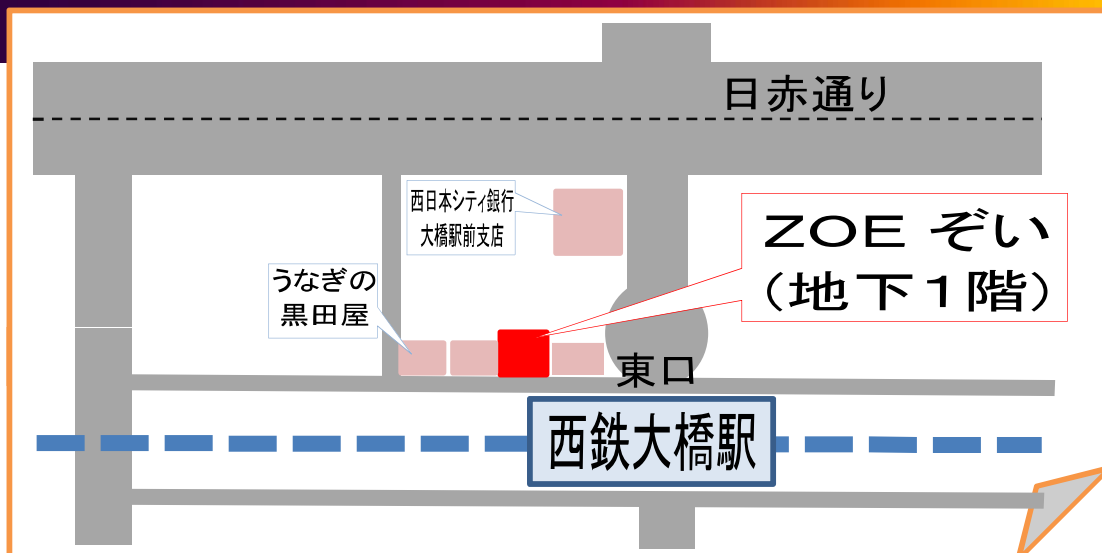 日赤通り
西日本シティ銀行
大橋駅前支店
ZOE ぞい
(地下1階)
うなぎの
黒田屋
東口
西鉄大橋駅